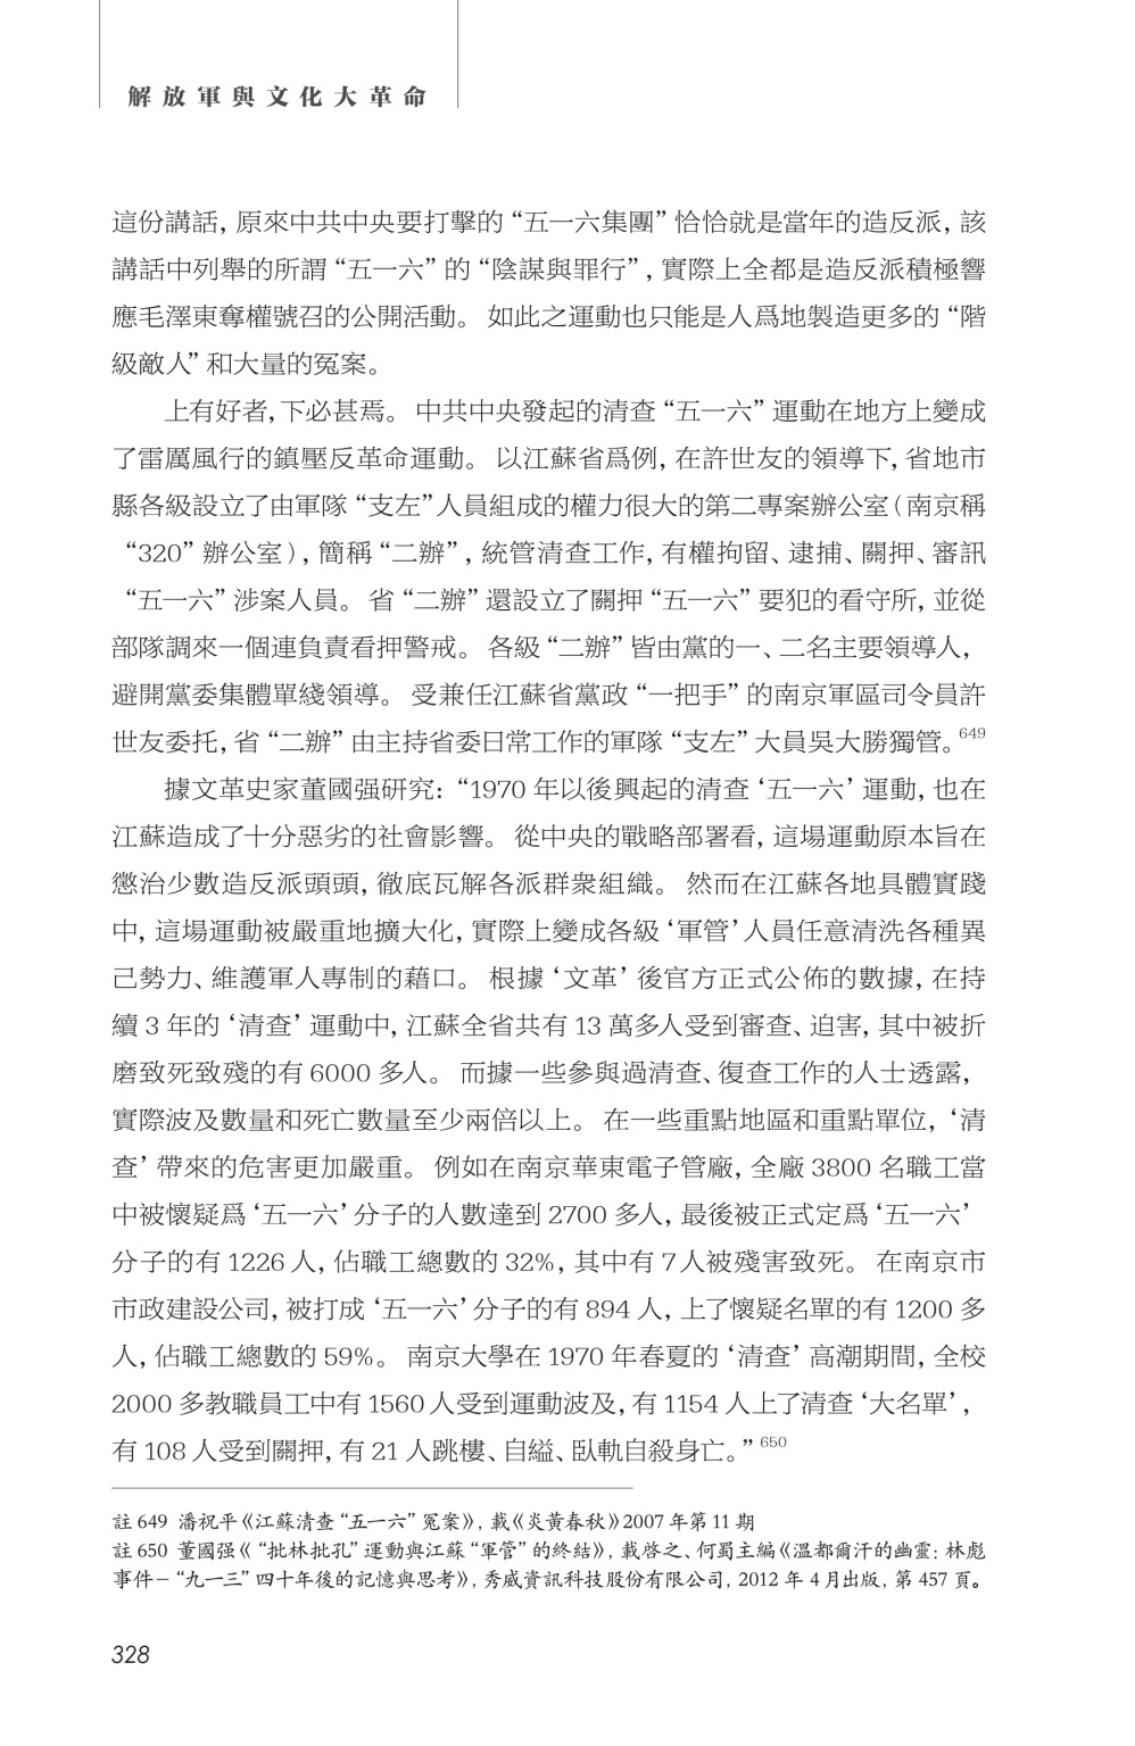 解放軍與文化大革命
這份講話, 原來中共中央要打擊的“五一六集團”恰恰就是當年的造反派, 該
講話中列舉的所謂“五一六”的“陰謀與罪行”, 實際上全都是造反派積極響
應毛澤東奪權號召的公開活動。 如此之運動也只能是人爲地製造更多的“階
級敵人”和大量的冤案。
上有好者, 下必甚焉。 中共中央發起的清查“五一六”運動在地方上變成
了雷厲風行的鎮壓反革命運動。 以江蘇省爲例, 在許世友的領導下, 省地市
縣各級設立了由軍隊“支左”人員組成的權力很大的第二專案辦公室(南京稱
“320”辦公室), 簡稱“二辦”, 統管清查工作, 有權拘留、逮捕、關押、審訊
“五一六”涉案人員。 省“二辦”還設立了關押“五一六”要犯的看守所, 並從
部隊調來一個連負責看押警戒。 各級“二辦”皆由黨的一、二名主要領導人,
避開黨委集體單綫領導。 受兼任江蘇省黨政“一把手”的南京軍區司令員許
世友委托, 省“二辦”由主持省委日常工作的軍隊“支左”大員吳大勝獨管。649
據文革史家董國强研究: “1970 年以後興起的清查‘五一六’運動, 也在
江蘇造成了十分惡劣的社會影響。 從中央的戰略部署看, 這場運動原本旨在
懲治少數造反派頭頭, 徹底瓦解各派群衆組織。 然而在江蘇各地具體實踐
中, 這場運動被嚴重地擴大化, 實際上變成各級‘軍管’人員任意清洗各種異
己勢力、維護軍人專制的藉口。 根據‘文革’後官方正式公佈的數據, 在持
續 3 年的‘清查’運動中, 江蘇全省共有 13 萬多人受到審查、迫害, 其中被折
磨致死致殘的有 6000 多人。 而據一些參與過清查、復查工作的人士透露,
實際波及數量和死亡數量至少兩倍以上。 在一些重點地區和重點單位, ‘清
查’帶來的危害更加嚴重。 例如在南京華東電子管廠, 全廠 3800 名職工當
中被懷疑爲‘五一六’分子的人數達到 2700 多人, 最後被正式定爲‘五一六’
分子的有 1226 人, 佔職工總數的 32%, 其中有 7 人被殘害致死。 在南京市
市政建設公司, 被打成‘五一六’分子的有 894 人, 上了懷疑名單的有 1200 多
人, 佔職工總數的 59%。 南京大學在 1970 年春夏的‘清查’高潮期間, 全校
2000 多教職員工中有 1560 人受到運動波及, 有 1154 人上了清查‘大名單’,
有 108 人受到關押, 有 21 人跳樓、自縊、臥軌自殺身亡。”650
註 649 潘祝平《江蘇清查“五一六”冤案》, 載《炎黃春秋》2007 年第 11 期
註 650 董國强《“批林批孔”運動與江蘇“軍管”的終結》, 載啓之、何蜀主編《溫都爾汗的幽靈: 林彪
事件–“九一三”四十年後的記憶與思考》, 秀威資訊科技股份有限公司, 2012 年 4 月出版, 第 457 頁。
328